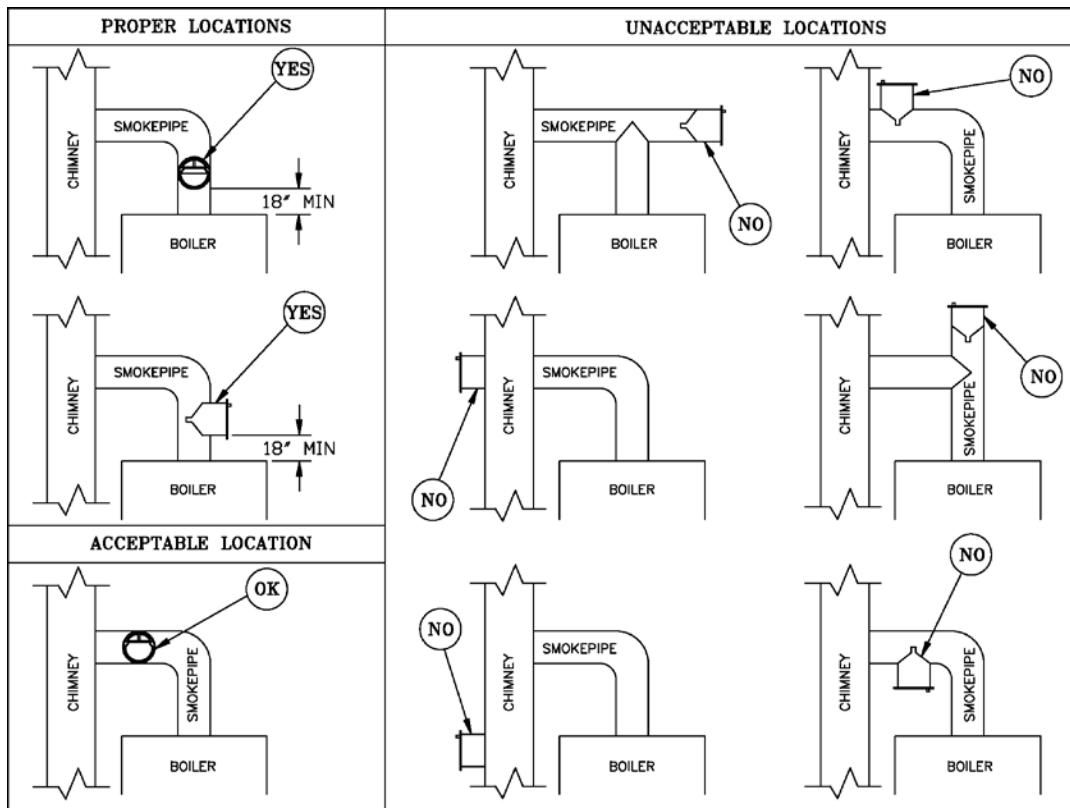 PROPER LOCATIONS
YES
CHIMNEY
SMOKEPIPE
18" MIN
BOILER
YES
CHIMNEY
SMOKEPIPE
18" MIN
BOILER
ACCEPTABLE LOCATION
OK
CHIMNEY
SMOKEPIPE
BOILER
UNACCEPTABLE LOCATIONS
CHIMNEY
SMOKEPIPE
NO
BOILER
NO
CHIMNEY
SMOKEPIPE
BOILER
CHIMNEY
SMOKEPIPE
NO
BOILER
NO
CHIMNEY
SMOKEPIPE
BOILER
NO
CHIMNEY
SMOKEPIPE
BOILER
NO
CHIMNEY
SMOKEPIPE
BOILER